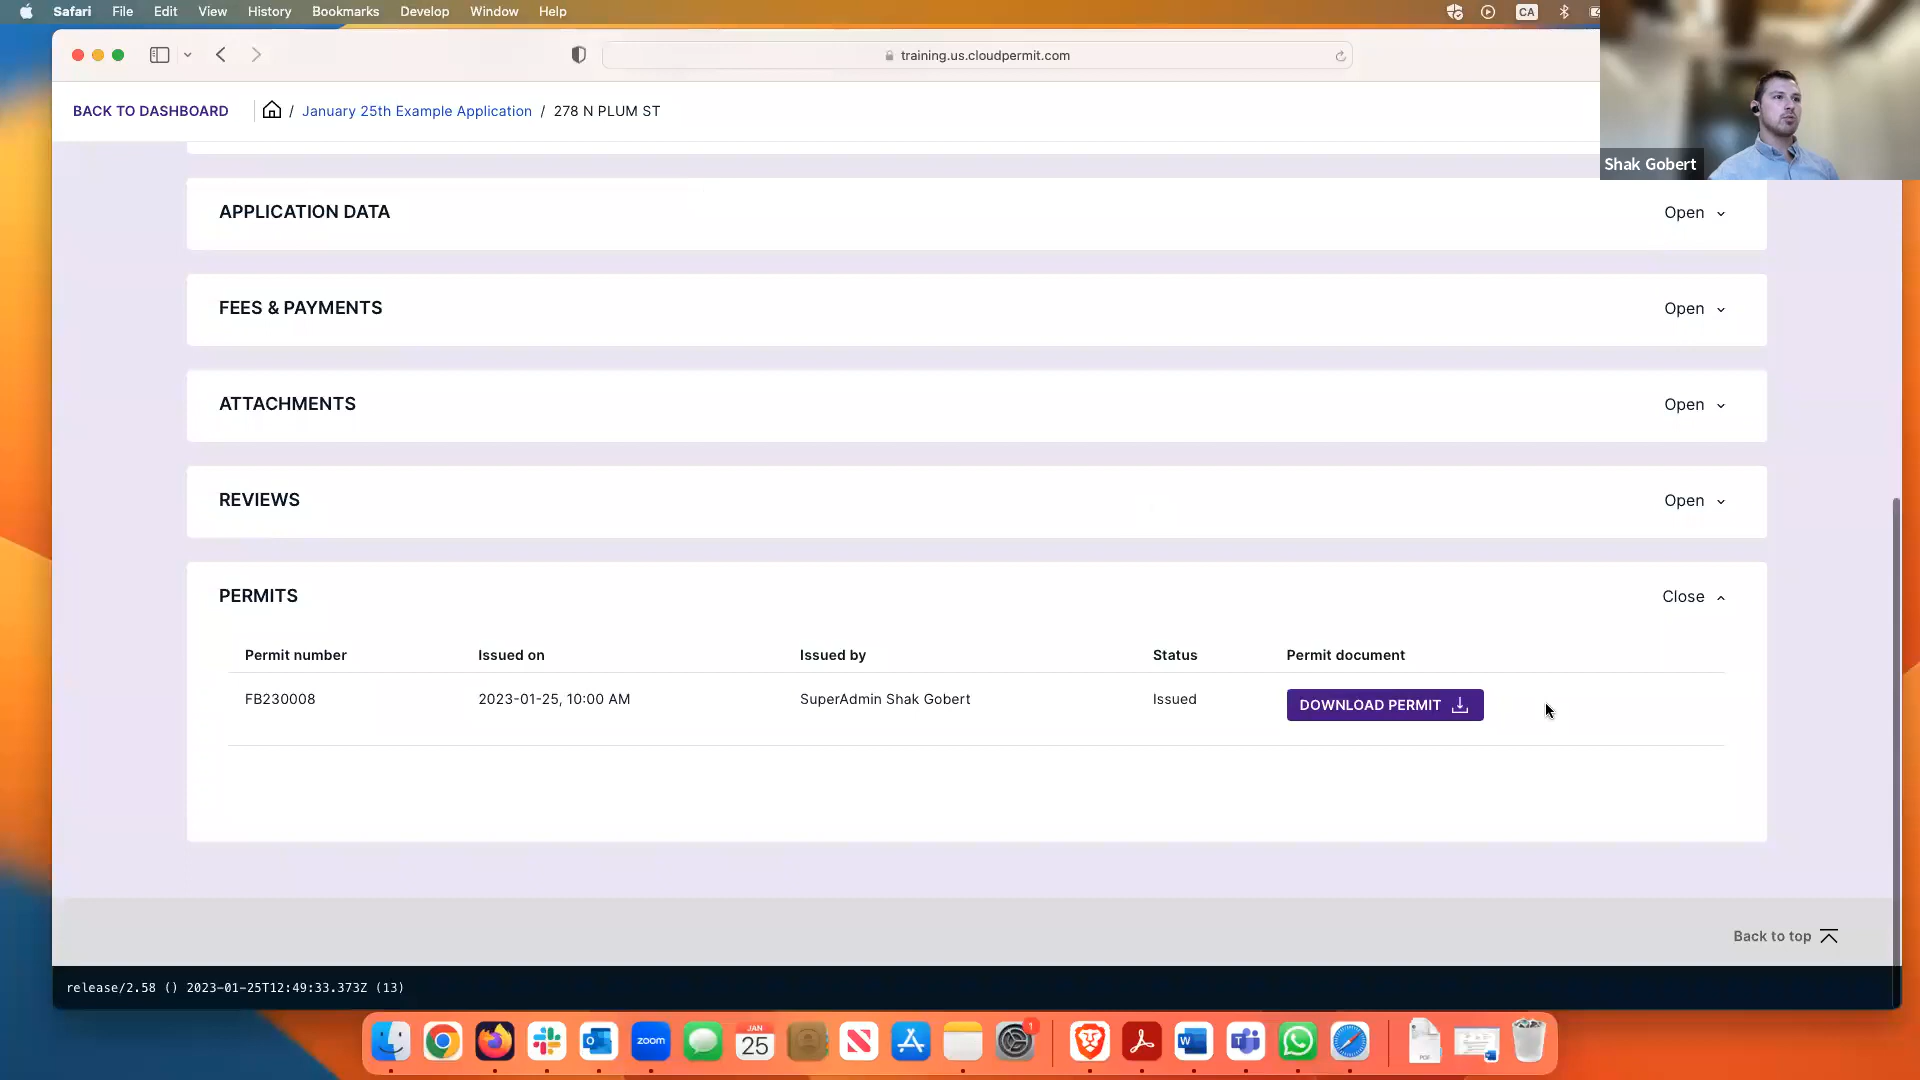 Safari File Edit View History Bookmarks Develop Window Help
CA
training.us.cloudpermit.com
Shak Gobert
BACK TO DASHBOARD / January 25th Example Application / 278 N PLUM ST
APPLICATION DATA Open
FEES & PAYMENTS Open
ATTACHMENTS Open
REVIEWS Open
PERMITS Close
Permit number Issued on Issued by Status Permit document
FB230008 2023-01-25, 10:00 AM SuperAdmin Shak Gobert Issued DOWNLOAD PERMIT
Back to top
release/2.58 () 2023-01-25T12:49:33.373Z (13)
zoom JAN 25 1 W PDF